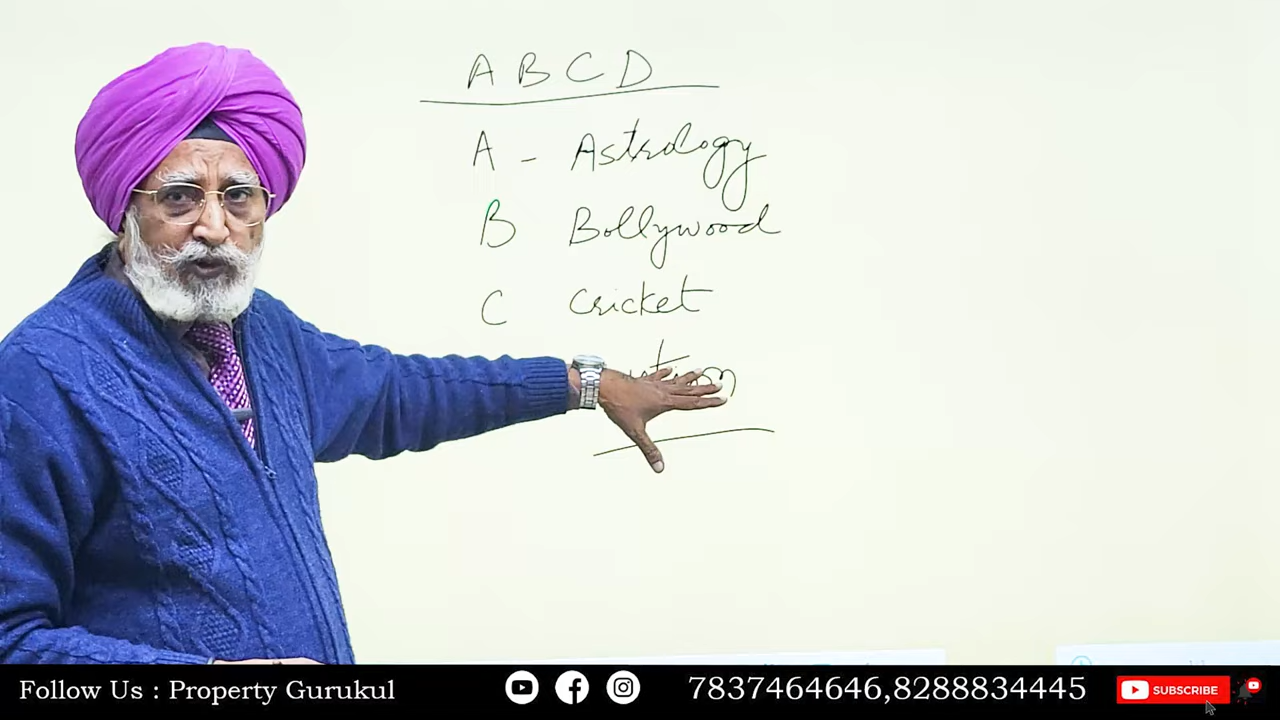 A B C D
A - Astrology
B Bollywood
C Cricket
Follow Us : Property Gurukul
7837464646,8288834445
SUBSCRIBE